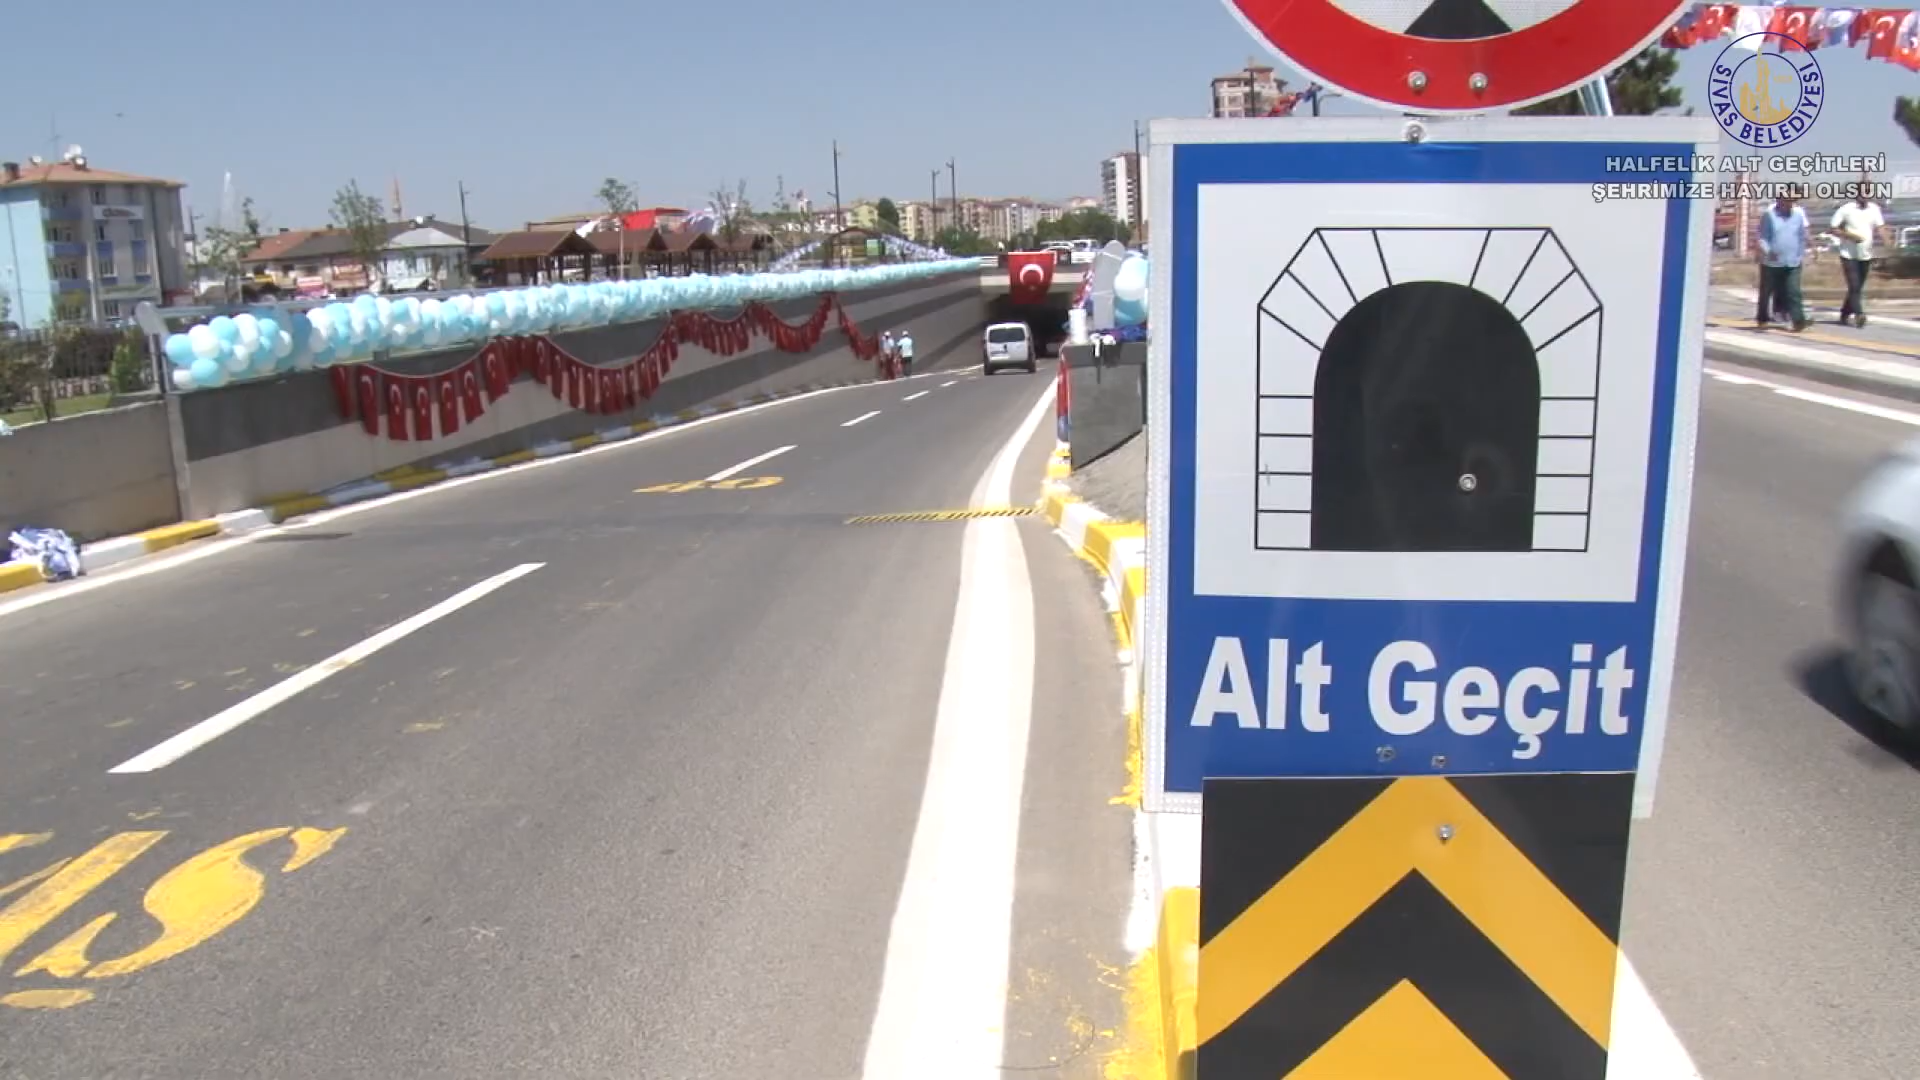 SİVAS BELEDİYESİ
HALFELİK ALT GEÇİTLERİ
ŞEHRİMİZE HAYIRLI OLSUN
Alt Geçit